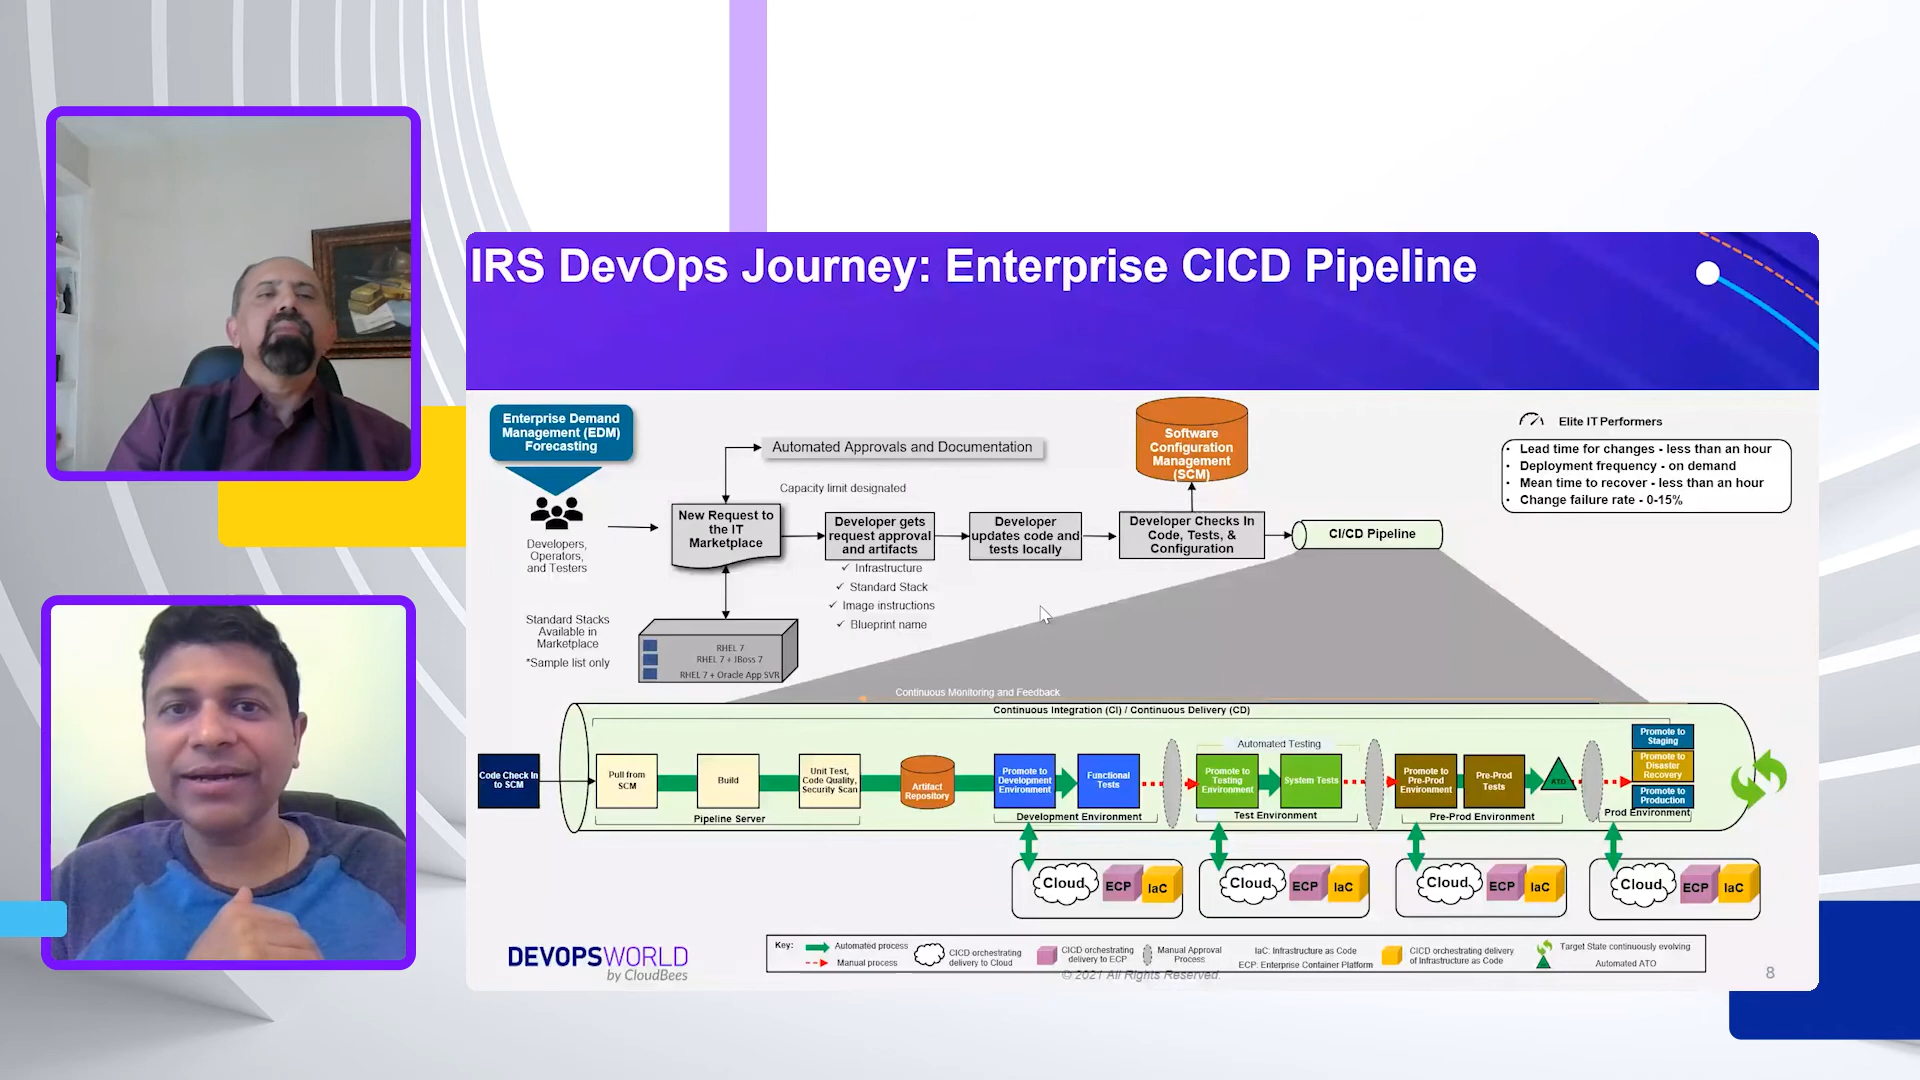 IRS DevOps Journey: Enterprise CICD Pipeline
Enterprise Demand
Management (EDM)
Forecasting
Developers,
Operators,
and Testers
Standard Stacks
Available in
Marketplace
*Sample list only
Automated Approvals and Documentation
Capacity limit designated
New Request to
the IT
Marketplace
RHEL 7
RHEL 7 + JBoss 7
RHEL 7 + Oracle App SVR
Developer gets
request approval
and artifacts
✓ Infrastructure
✓ Standard Stack
✓ Image instructions
✓ Blueprint name
Developer
updates code and
tests locally
Software
Configuration
Management
(SCM)
Developer Checks In
Code, Tests, &
Configuration
CI/CD Pipeline
Elite IT Performers
• Lead time for changes - less than an hour
• Deployment frequency - on demand
• Mean time to recover - less than an hour
• Change failure rate - 0-15%
Continuous Monitoring and Feedback
Continuous Integration (CI) / Continuous Delivery (CD)
Code Check In
to SCM
Pull from
SCM
Build
Unit Test,
Code Quality,
Security Scan
Pipeline Server
Artifact
Repository
Promote to
Development
Environment
Functional
Tests
Development Environment
Automated Testing
Promote to
Testing
Environment
System Tests
Test Environment
Promote to
Pre-Prod
Environment
Pre-Prod
Tests
ATO
Pre-Prod Environment
Promote to
Staging
Promote to
Disaster
Recovery
Promote to
Production
Prod Environment
Cloud ECP IaC
Cloud ECP IaC
Cloud ECP IaC
Cloud ECP IaC
DEVOPSWORLD
by CloudBees
Key:
Automated process
Manual process
CICD orchestrating
delivery to Cloud
CICD orchestrating
delivery to ECP
Manual Approval
Process
IaC: Infrastructure as Code
ECP: Enterprise Container Platform
CICD orchestrating delivery
of Infrastructure as Code
Target State continuously evolving
Automated ATO
© 2021 All Rights Reserved.
8